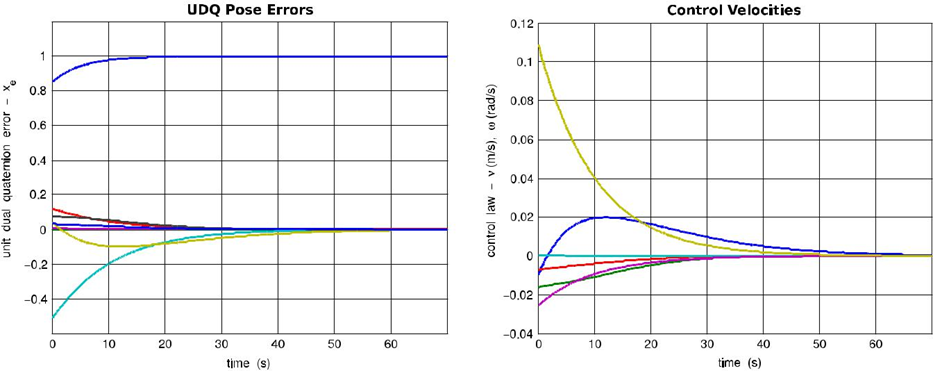 UDQ Pose Errors
unit dual quaternion error − xe
1
0.8
0.6
0.4
0.2
0
−0.2
−0.4
0 10 20 30 40 50 60
time (s)
Control Velocities
control law − v (m/s), ω (rad/s)
0.12
0.1
0.08
0.06
0.04
0.02
0
−0.02
−0.04
0 10 20 30 40 50 60
time (s)